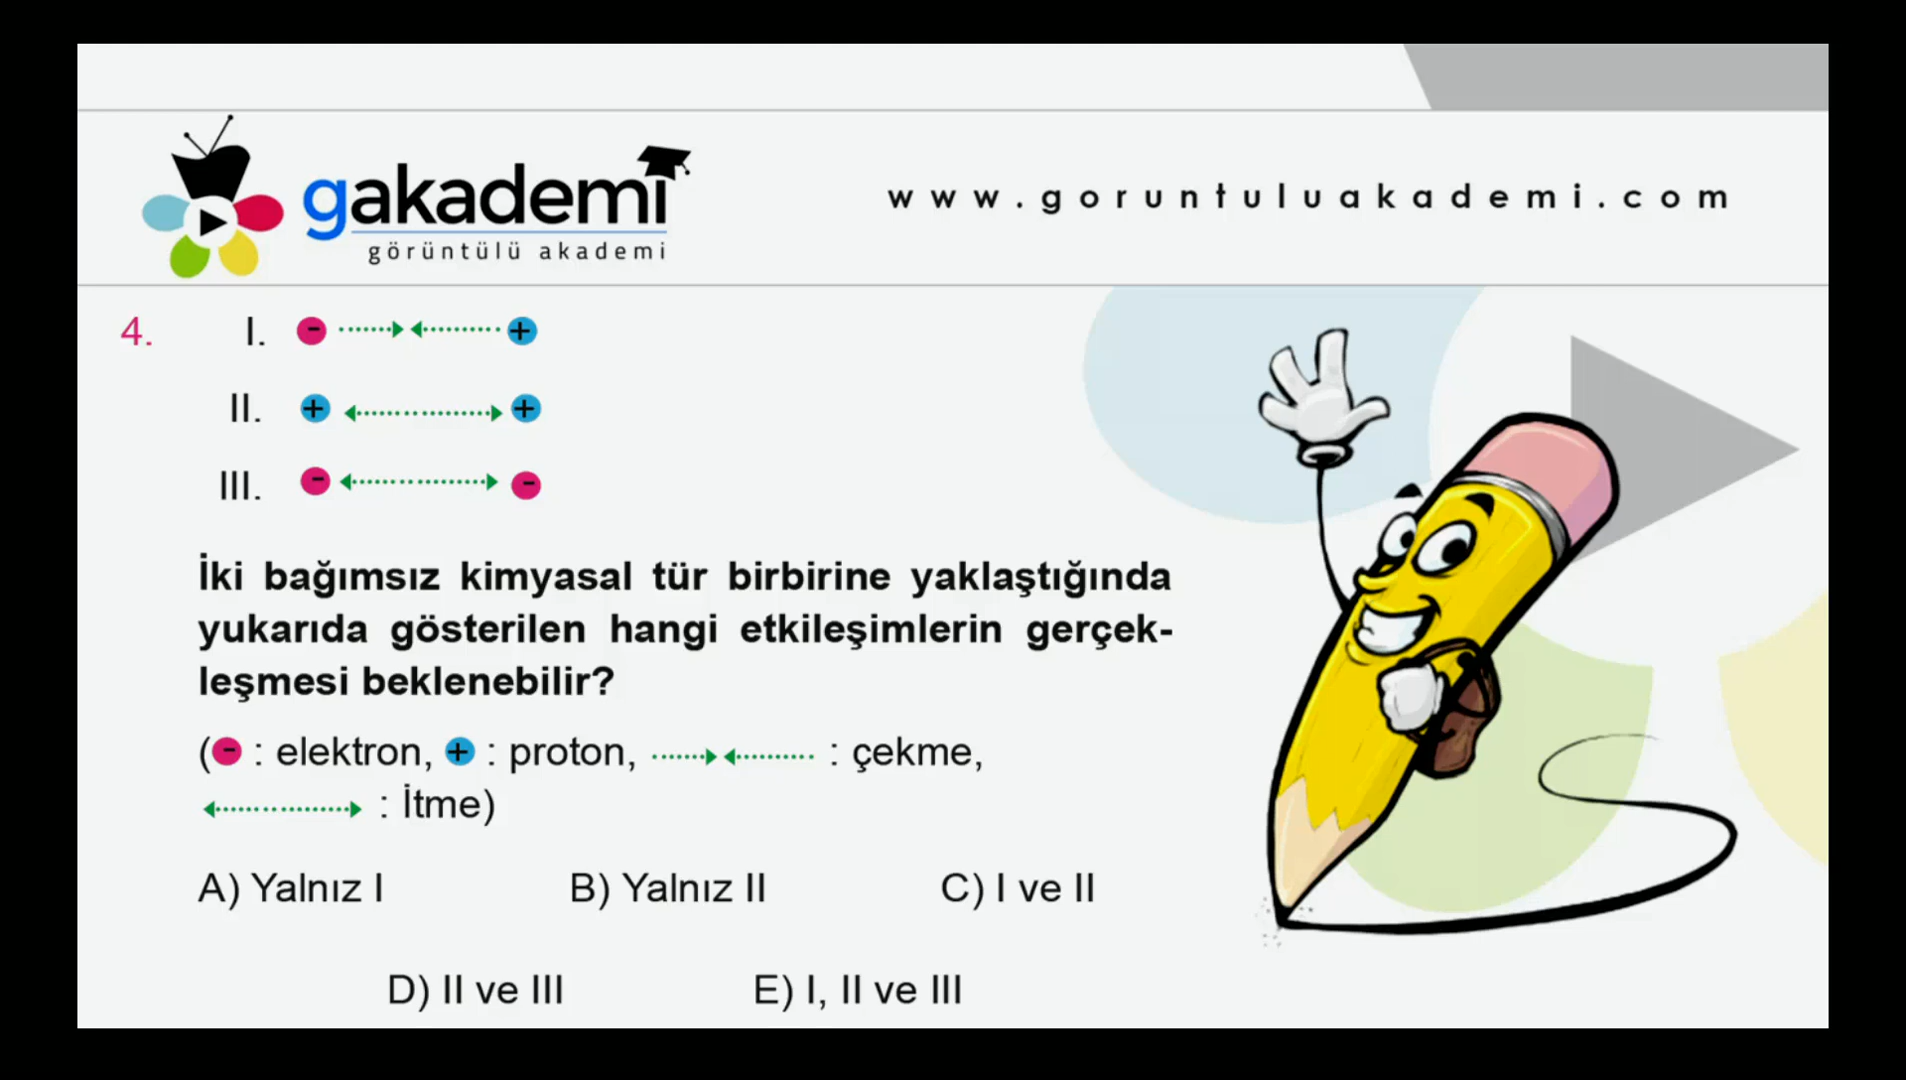 gakademi
görüntülü akademi
www.goruntuluakademi.com
4. I. - +
II. + +
III. - -
İki bağımsız kimyasal tür birbirine yaklaştığında
yukarıda gösterilen hangi etkileşimlerin gerçek-
leşmesi beklenebilir?
(- : elektron, + : proton, : çekme,
: İtme)
A) Yalnız I B) Yalnız II C) I ve II
D) II ve III E) I, II ve III